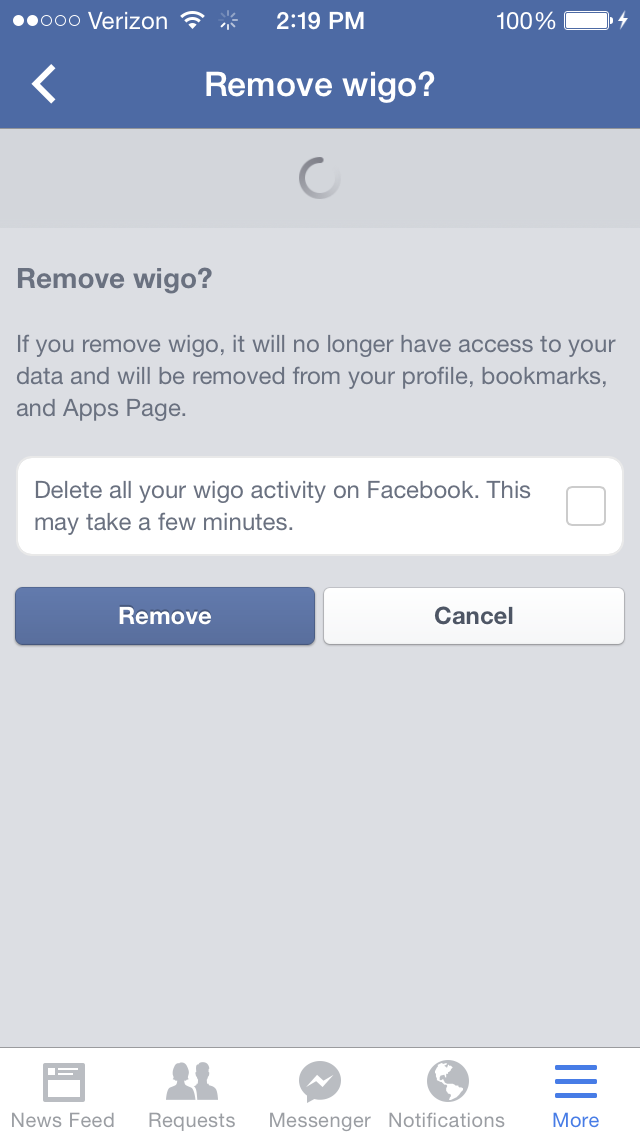 Verizon 2:19 PM 100%
Remove wigo?
Remove wigo?
If you remove wigo, it will no longer have access to your
data and will be removed from your profile, bookmarks,
and Apps Page.
Delete all your wigo activity on Facebook. This
may take a few minutes.
Remove Cancel
News Feed Requests Messenger Notifications More